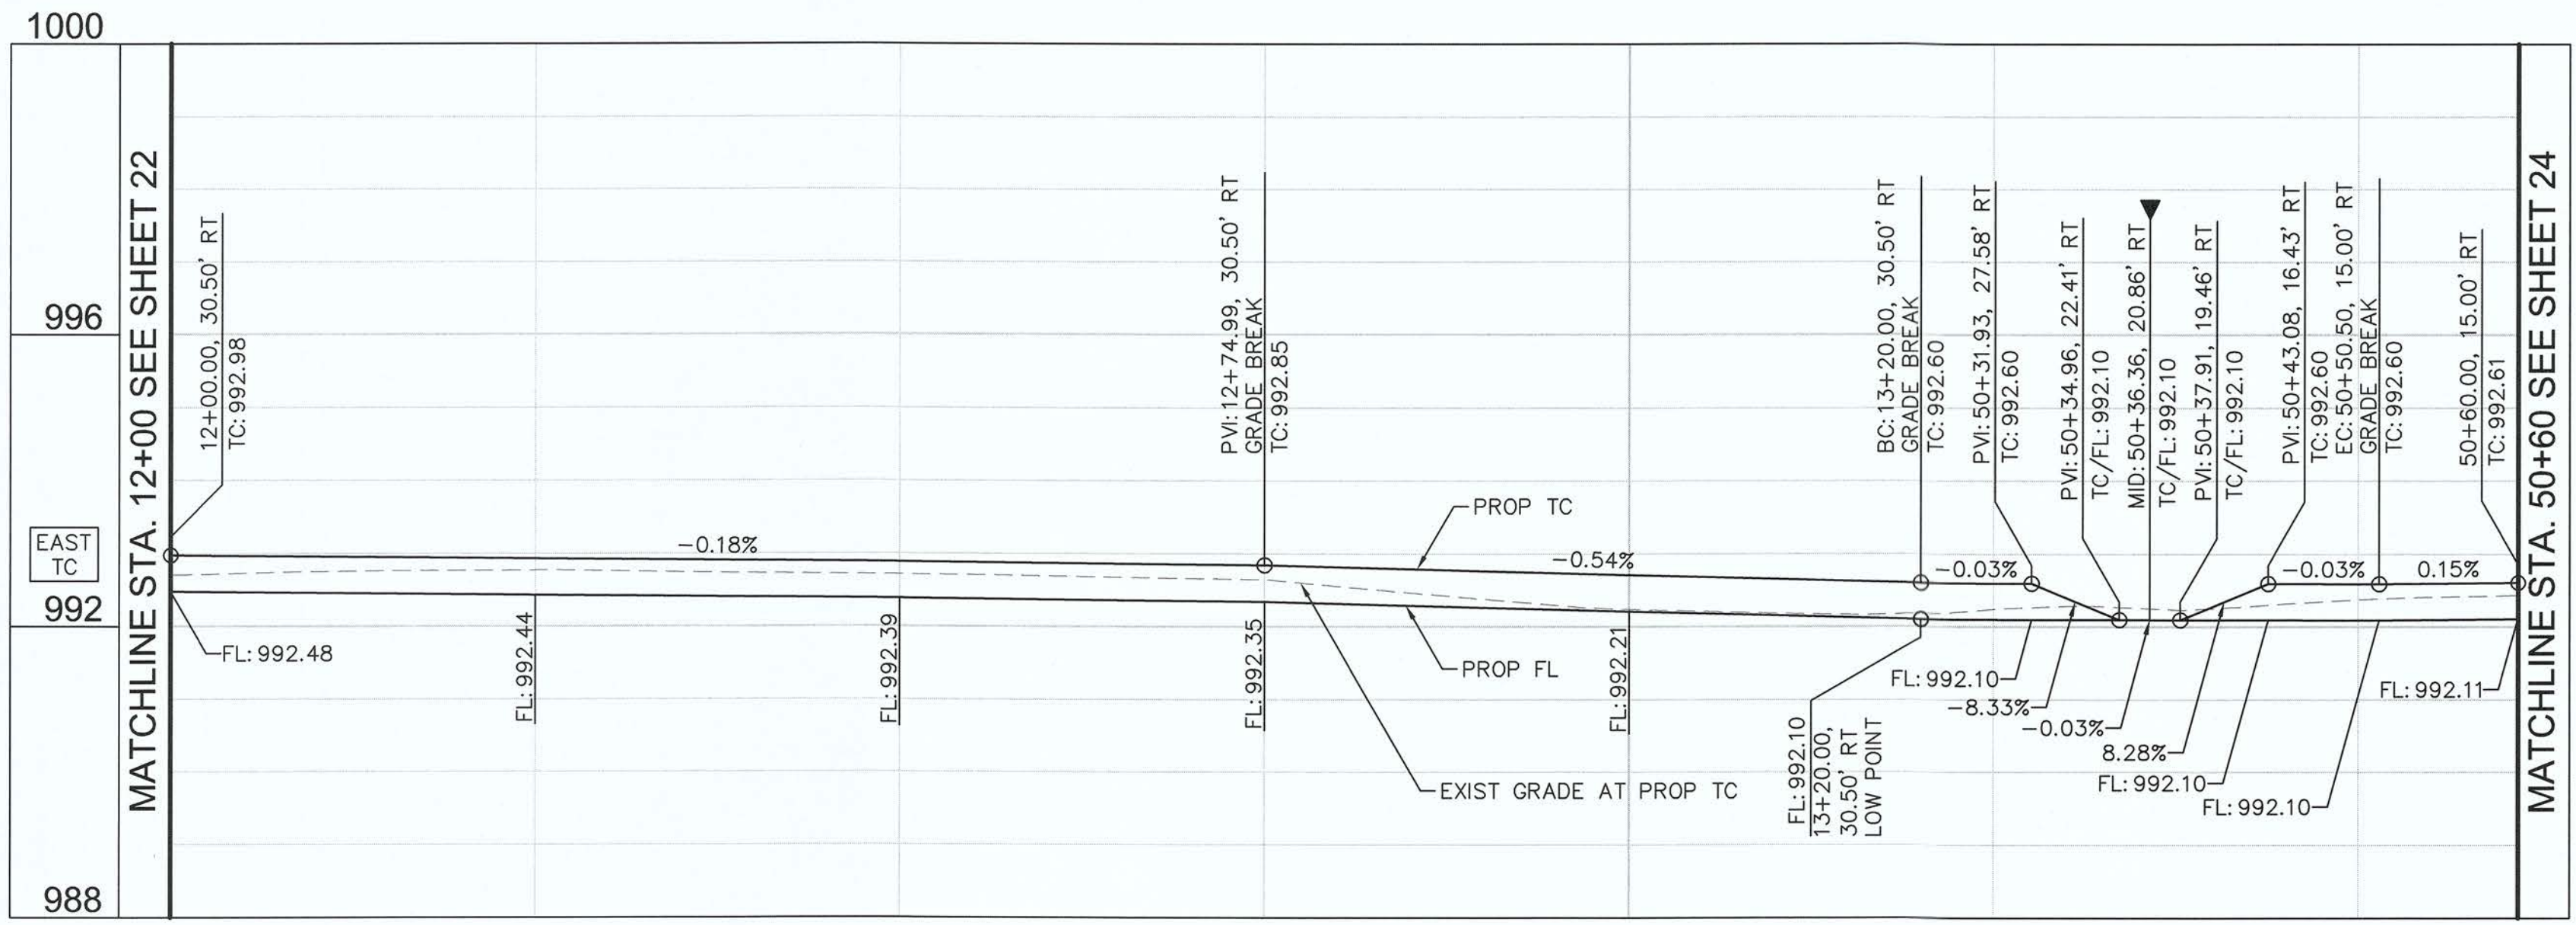 1000
996
992
988
EAST
TC
MATCHLINE STA. 12+00 SEE SHEET 22
12+00.00, 30.50' RT
TC: 992.98
PVI: 12+74.99, 30.50' RT
GRADE BREAK
TC: 992.85
BC: 13+20.00, 30.50' RT
GRADE BREAK
TC: 992.60
PVI: 50+31.93, 27.58' RT
TC: 992.60
PVI: 50+34.96, 22.41' RT
TC/FL: 992.10
MID: 50+36.36, 20.86' RT
TC/FL: 992.10
PVI: 50+37.91, 19.46' RT
TC/FL: 992.10
PVI: 50+43.08, 16.43' RT
TC: 992.60
EC: 50+50.50, 15.00' RT
GRADE BREAK
TC: 992.60
50+60.00, 15.00' RT
TC: 992.61
MATCHLINE STA. 50+60 SEE SHEET 24
PROP TC
-0.18%
-0.54%
-0.03%
-0.03%
0.15%
FL: 992.48
FL: 992.44
FL: 992.39
FL: 992.35
FL: 992.21
PROP FL
EXIST GRADE AT PROP TC
FL: 992.10
13+20.00,
30.50' RT
LOW POINT
FL: 992.10
-8.33%
-0.03%
8.28%
FL: 992.10
FL: 992.10
FL: 992.11